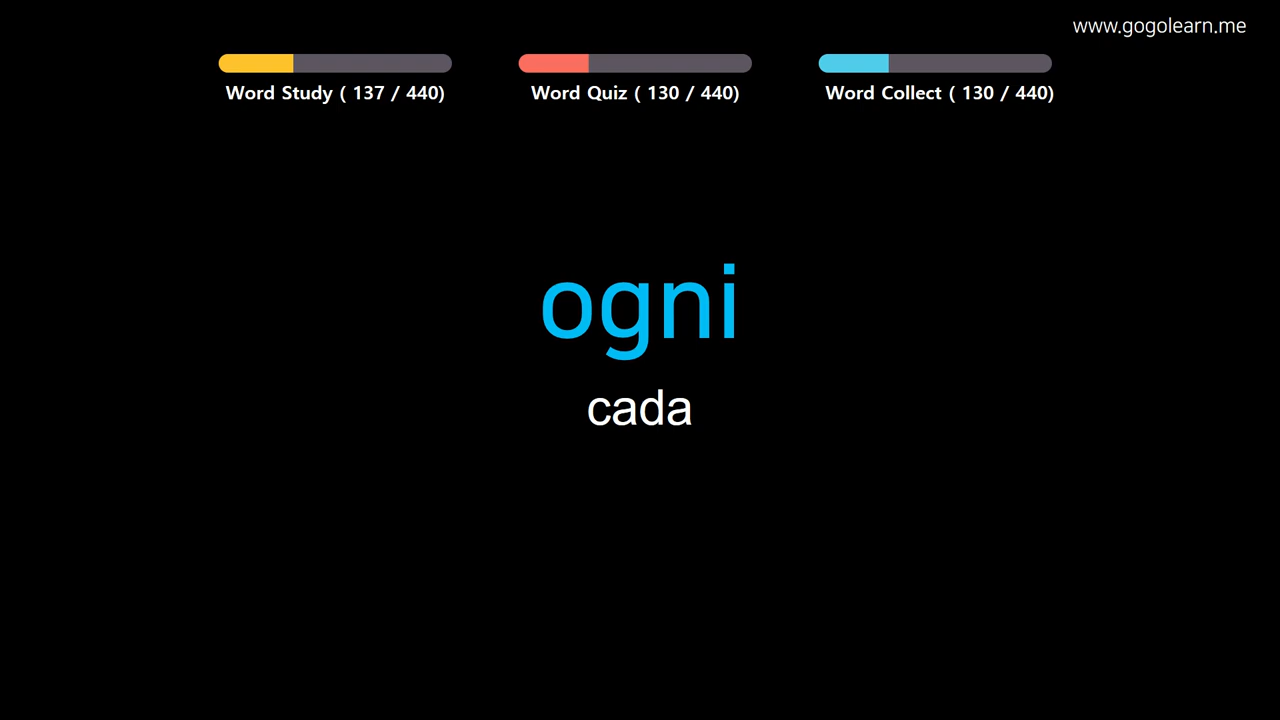 www.gogolearn.me
Word Study ( 137 / 440)
Word Quiz ( 130 / 440)
Word Collect ( 130 / 440)
ogni
cada